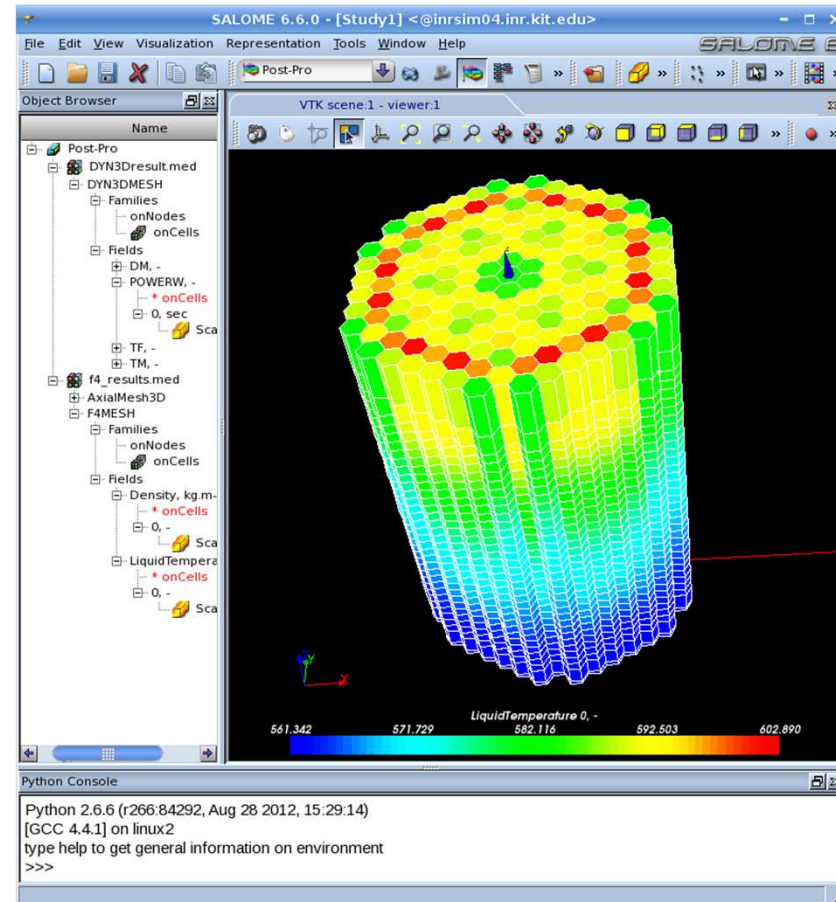 SALOME 6.6.0 - [Study1] <@inrsim04.inr.kit.edu>
File Edit View Visualization Representation Tools Window Help
SALOME 6
Post-Pro
Object Browser
VTK scene:1 - viewer:1
Name
Post-Pro
DYN3Dresult.med
DYN3DMESH
Families
onNodes
onCells
Fields
DM, -
POWERW, -
* onCells
0, sec
Sca
TF, -
TM, -
f4_results.med
AxialMesh3D
F4MESH
Families
onNodes
onCells
Fields
Density, kg.m-
* onCells
0, -
Sca
LiquidTempera
* onCells
0, -
Sca
Y
X
LiquidTemperature 0, -
561.342 571.729 582.116 592.503 602.890
Python Console
Python 2.6.6 (r266:84292, Aug 28 2012, 15:29:14)
[GCC 4.4.1] on linux2
type help to get general information on environment
>>>